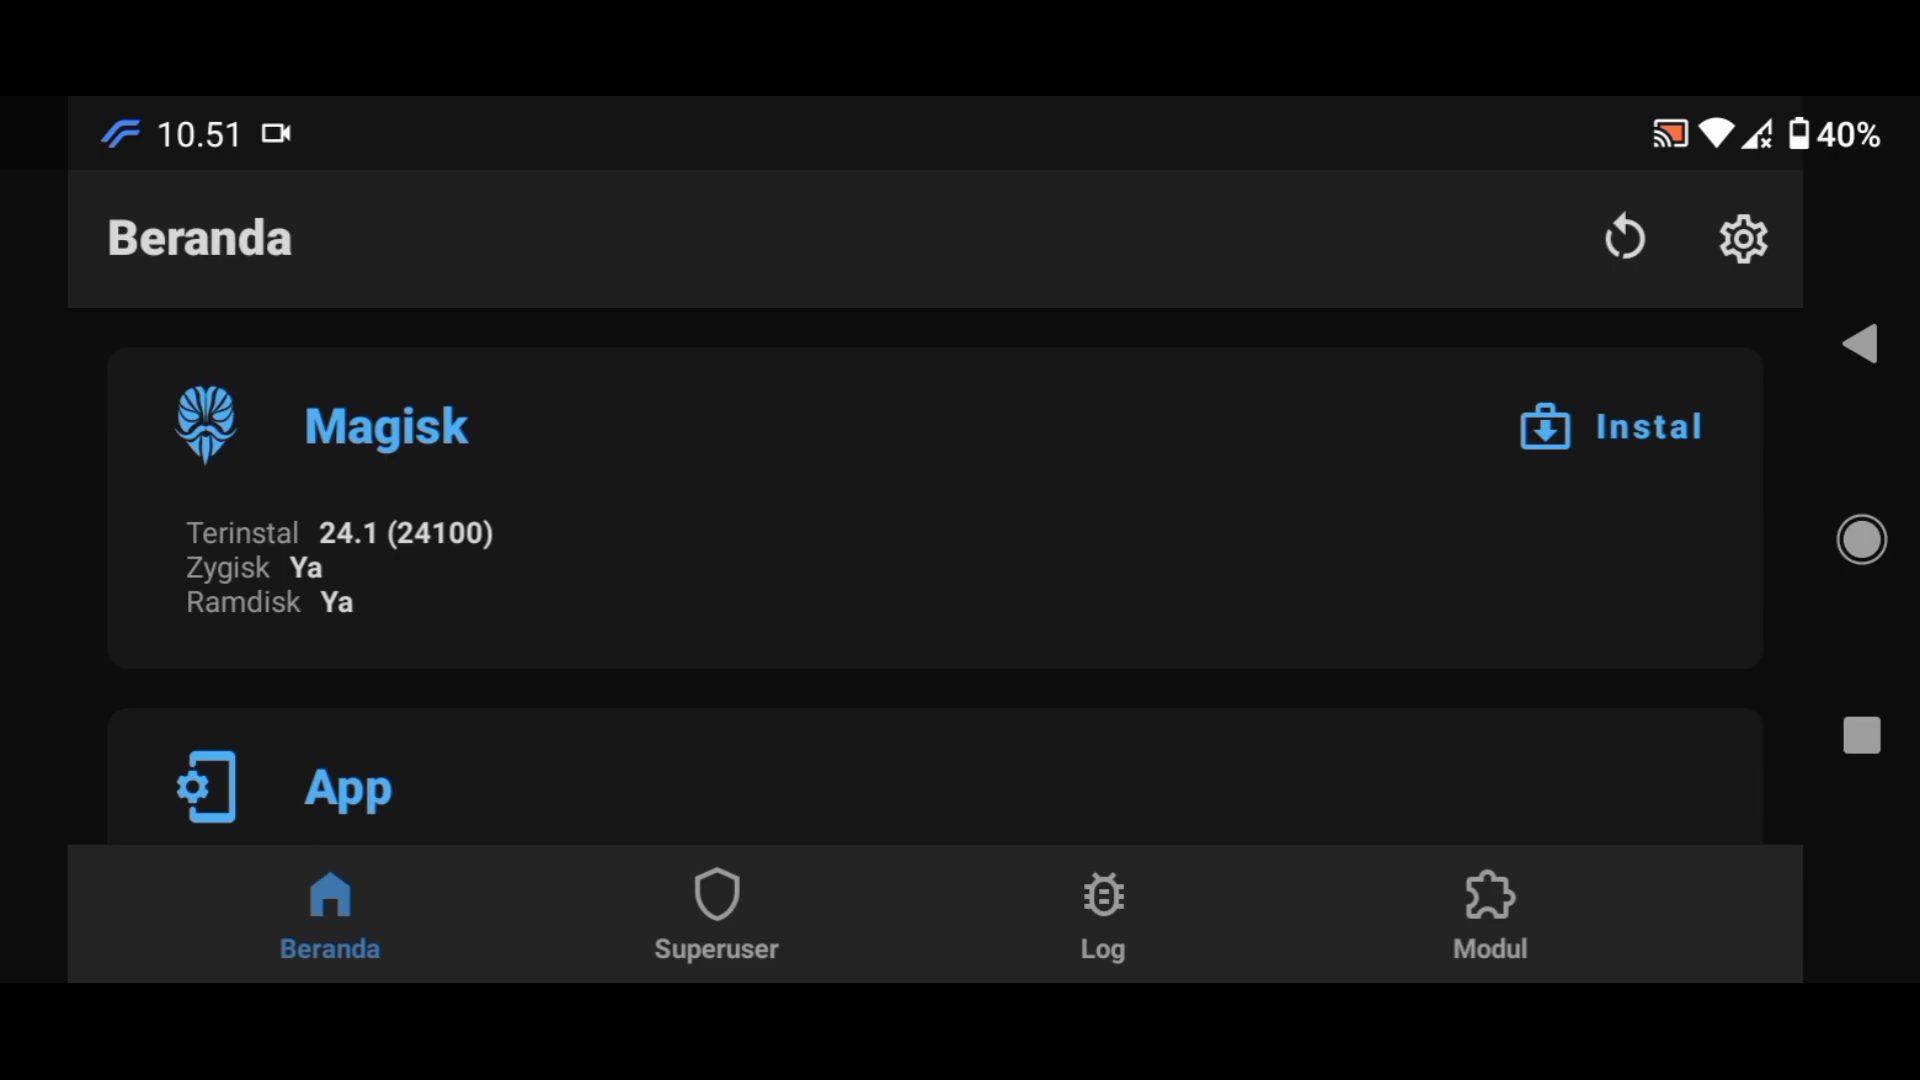 10.51
40%
Beranda
Magisk
Instal
Terinstal 24.1 (24100)
Zygisk Ya
Ramdisk Ya
App
Beranda Superuser Log Modul